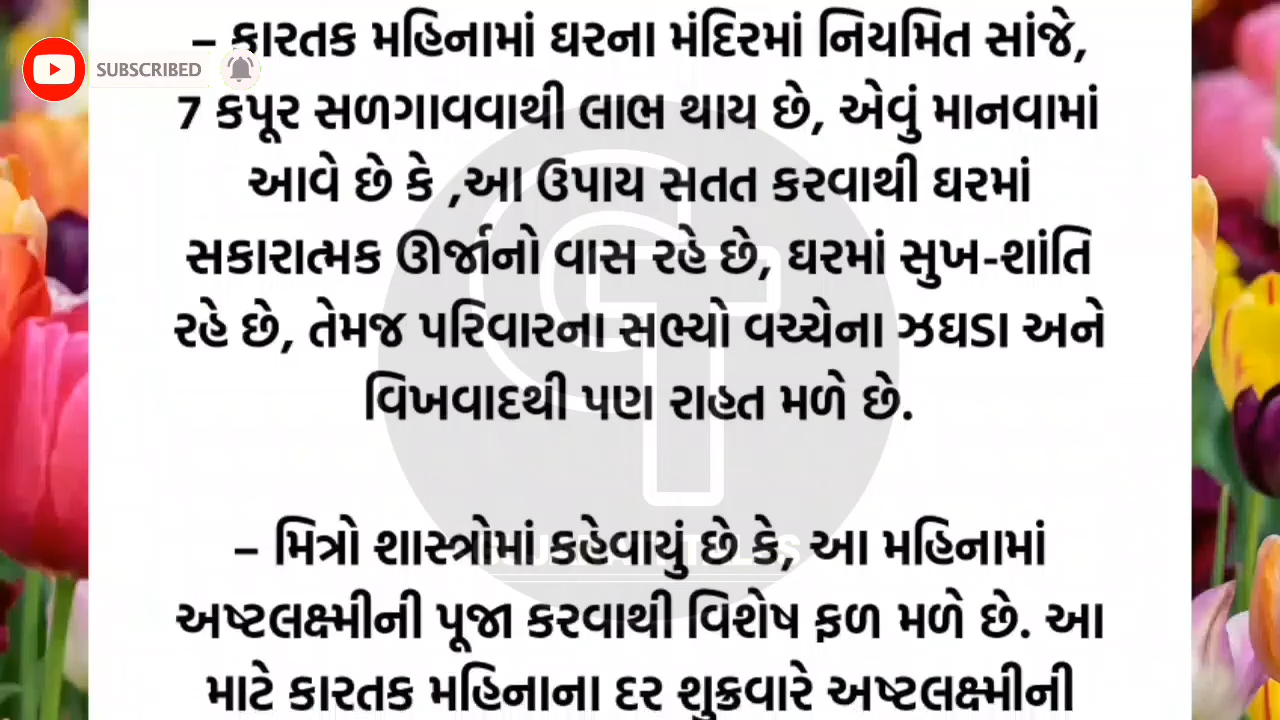 SUBSCRIBED
– કારતક મહિનામાં ઘરના મંદિરમાં નિયમિત સાંજે,
7 કપૂર સળગાવવાથી લાભ થાય છે, એવું માનવામાં
આવે છે કે ,આ ઉપાય સતત કરવાથી ઘરમાં
સકારાત્મક ઊર્જાનો વાસ રહે છે, ઘરમાં સુખ-શાંતિ
રહે છે, તેમજ પરિવારના સભ્યો વચ્ચેના ઝઘડા અને
વિખવાદથી પણ રાહત મળે છે.
– મિત્રો શાસ્ત્રોમાં કહેવાયું છે કે, આ મહિનામાં
અષ્ટલક્ષ્મીની પૂજા કરવાથી વિશેષ ફળ મળે છે. આ
માટે કારતક મહિનાના દર શુક્રવારે અષ્ટલક્ષ્મીની